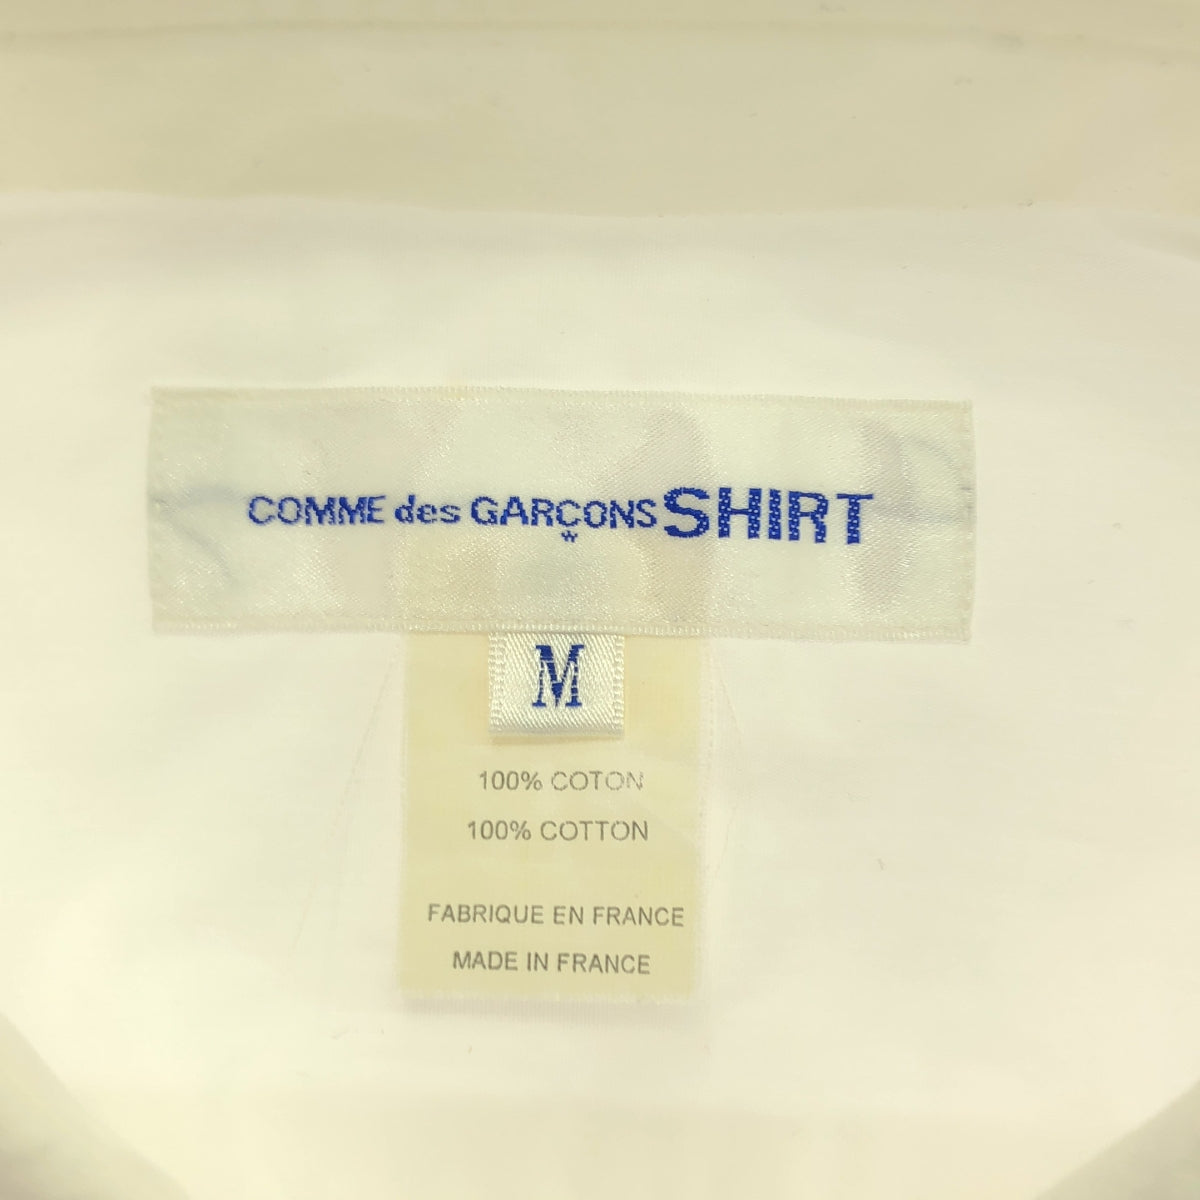 COMME des GARÇONS SHIRT
*
M
100% COTON
100% COTTON
FABRIQUE EN FRANCE
MADE IN FRANCE